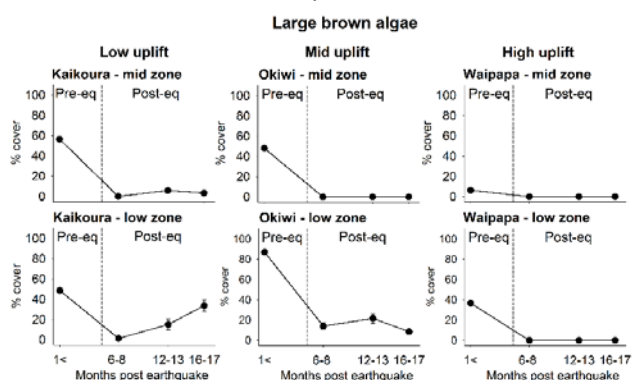 Large brown algae
Low uplift Mid uplift High uplift
Kaikoura - mid zone Okiwi - mid zone Waipapa - mid zone
100 Pre-eq Post-eq 100 Pre-eq Post-eq 100 Pre-eq Post-eq
80 80 80
60 60 60
40 40 40
20 20 20
0 0 0
% cover % cover % cover
Kaikoura - low zone Okiwi - low zone Waipapa - low zone
100 Pre-eq Post-eq 100 Pre-eq Post-eq 100 Pre-eq Post-eq
80 80 80
60 60 60
40 40 40
20 20 20
0 0 0
% cover % cover % cover
1< 6-8 12-13 16-17 1< 6-8 12-13 16-17 1< 6-8 12-13 16-17
Months post earthquake Months post earthquake Months post earthquake